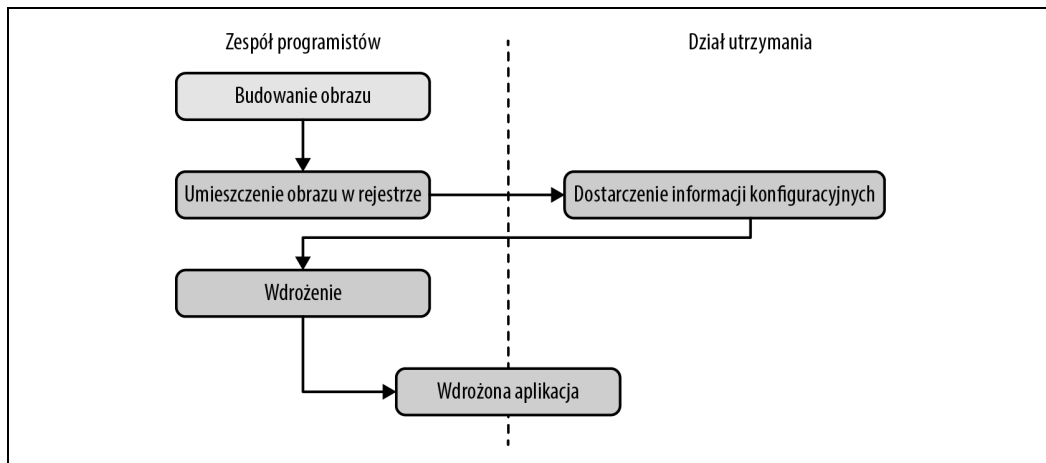 Zespół programistów
Dział utrzymania
Budowanie obrazu
Umieszczenie obrazu w rejestrze
Dostarczenie informacji konfiguracyjnych
Wdrożenie
Wdrożona aplikacja